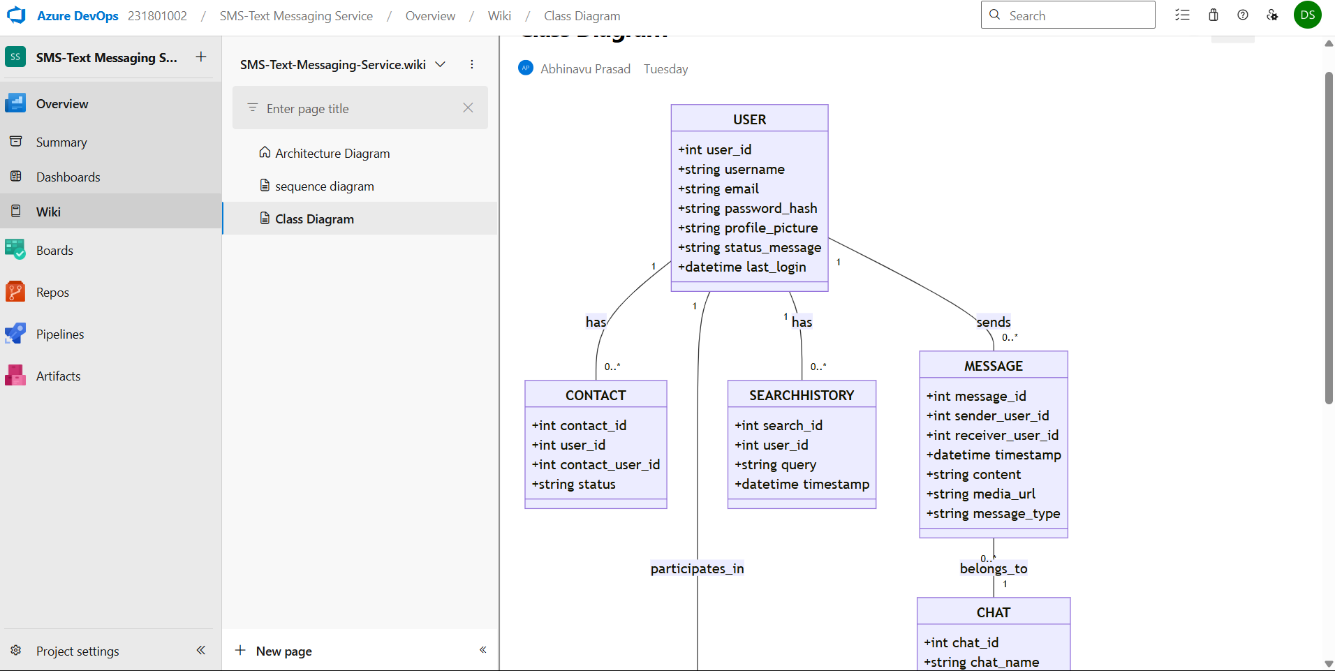 Azure DevOps 231801002 / SMS-Text Messaging Service / Overview / Wiki / Class Diagram
Search
DS
SS SMS-Text Messaging S... +
Overview
Summary
Dashboards
Wiki
Boards
Repos
Pipelines
Artifacts
Project settings «
SMS-Text-Messaging-Service.wiki
Enter page title
Architecture Diagram
sequence diagram
Class Diagram
+ New page «
Class Diagram
AP Abhinavu Prasad Tuesday
USER
+int user_id
+string username
+string email
+string password_hash
+string profile_picture
+string status_message
+datetime last_login
1
1
1
1
has
has
sends
0..*
0..*
0..*
CONTACT
+int contact_id
+int user_id
+int contact_user_id
+string status
SEARCHHISTORY
+int search_id
+int user_id
+string query
+datetime timestamp
MESSAGE
+int message_id
+int sender_user_id
+int receiver_user_id
+datetime timestamp
+string content
+string media_url
+string message_type
participates_in
0..*
belongs_to
1
CHAT
+int chat_id
+string chat_name